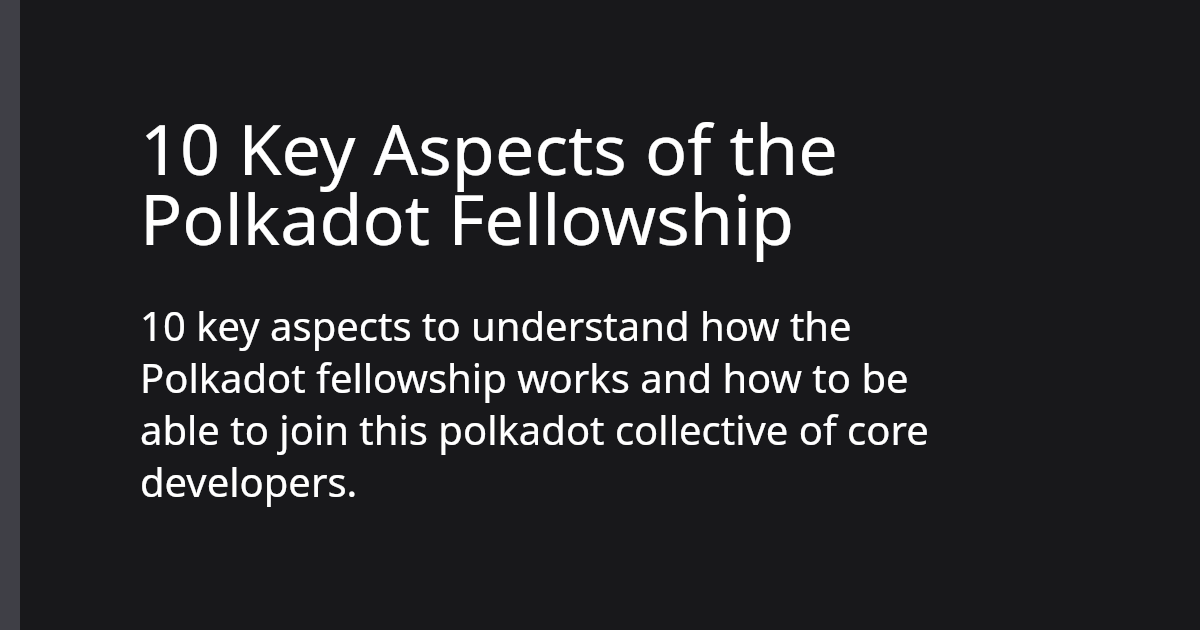 10 Key Aspects of the
Polkadot Fellowship
10 key aspects to understand how the
Polkadot fellowship works and how to be
able to join this polkadot collective of core
developers.